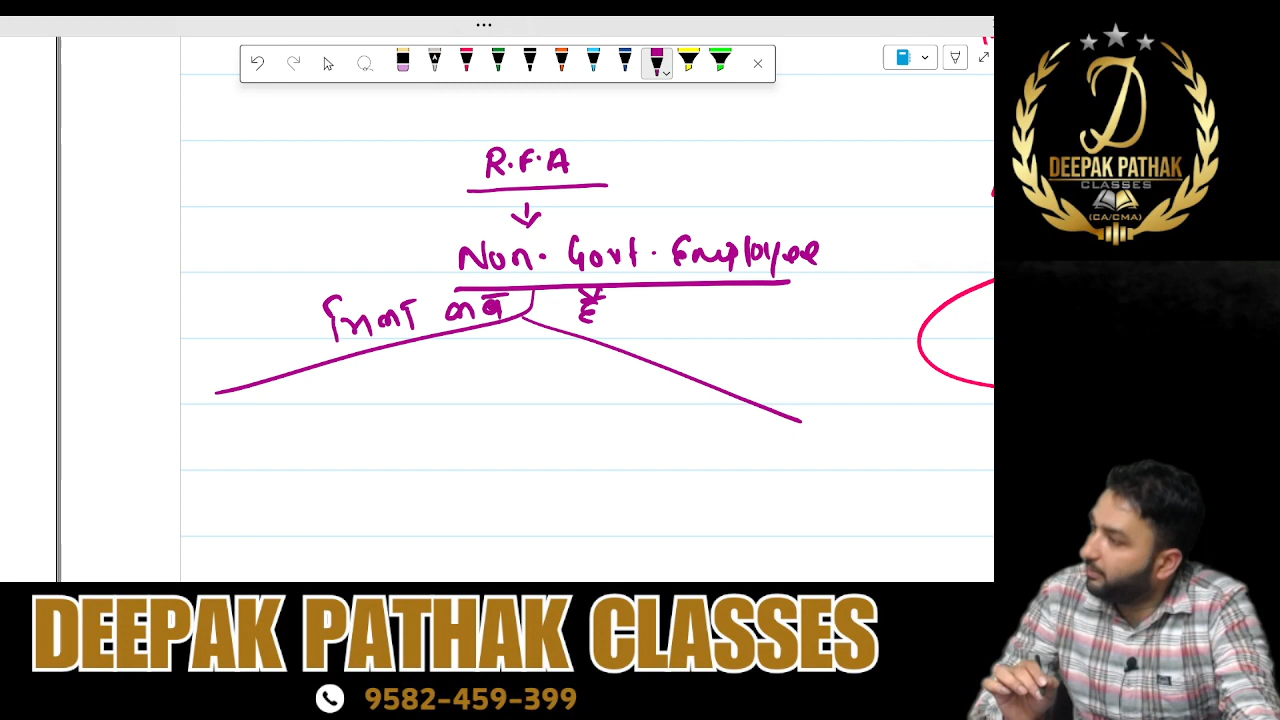 R.F.A
Non. Govt. Employee
DEEPAK PATHAK
CLASSES
(CA/CMA)
DEEPAK PATHAK CLASSES
9582-459-399